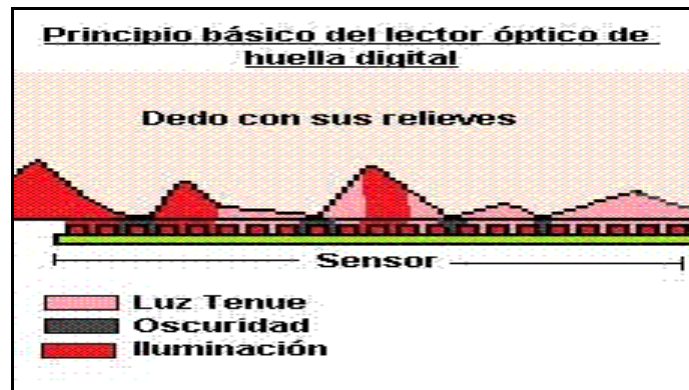 Principio básico del lector óptico de
huella digital
Dedo con sus relieves
Sensor
Luz Tenue
Oscuridad
Iluminación